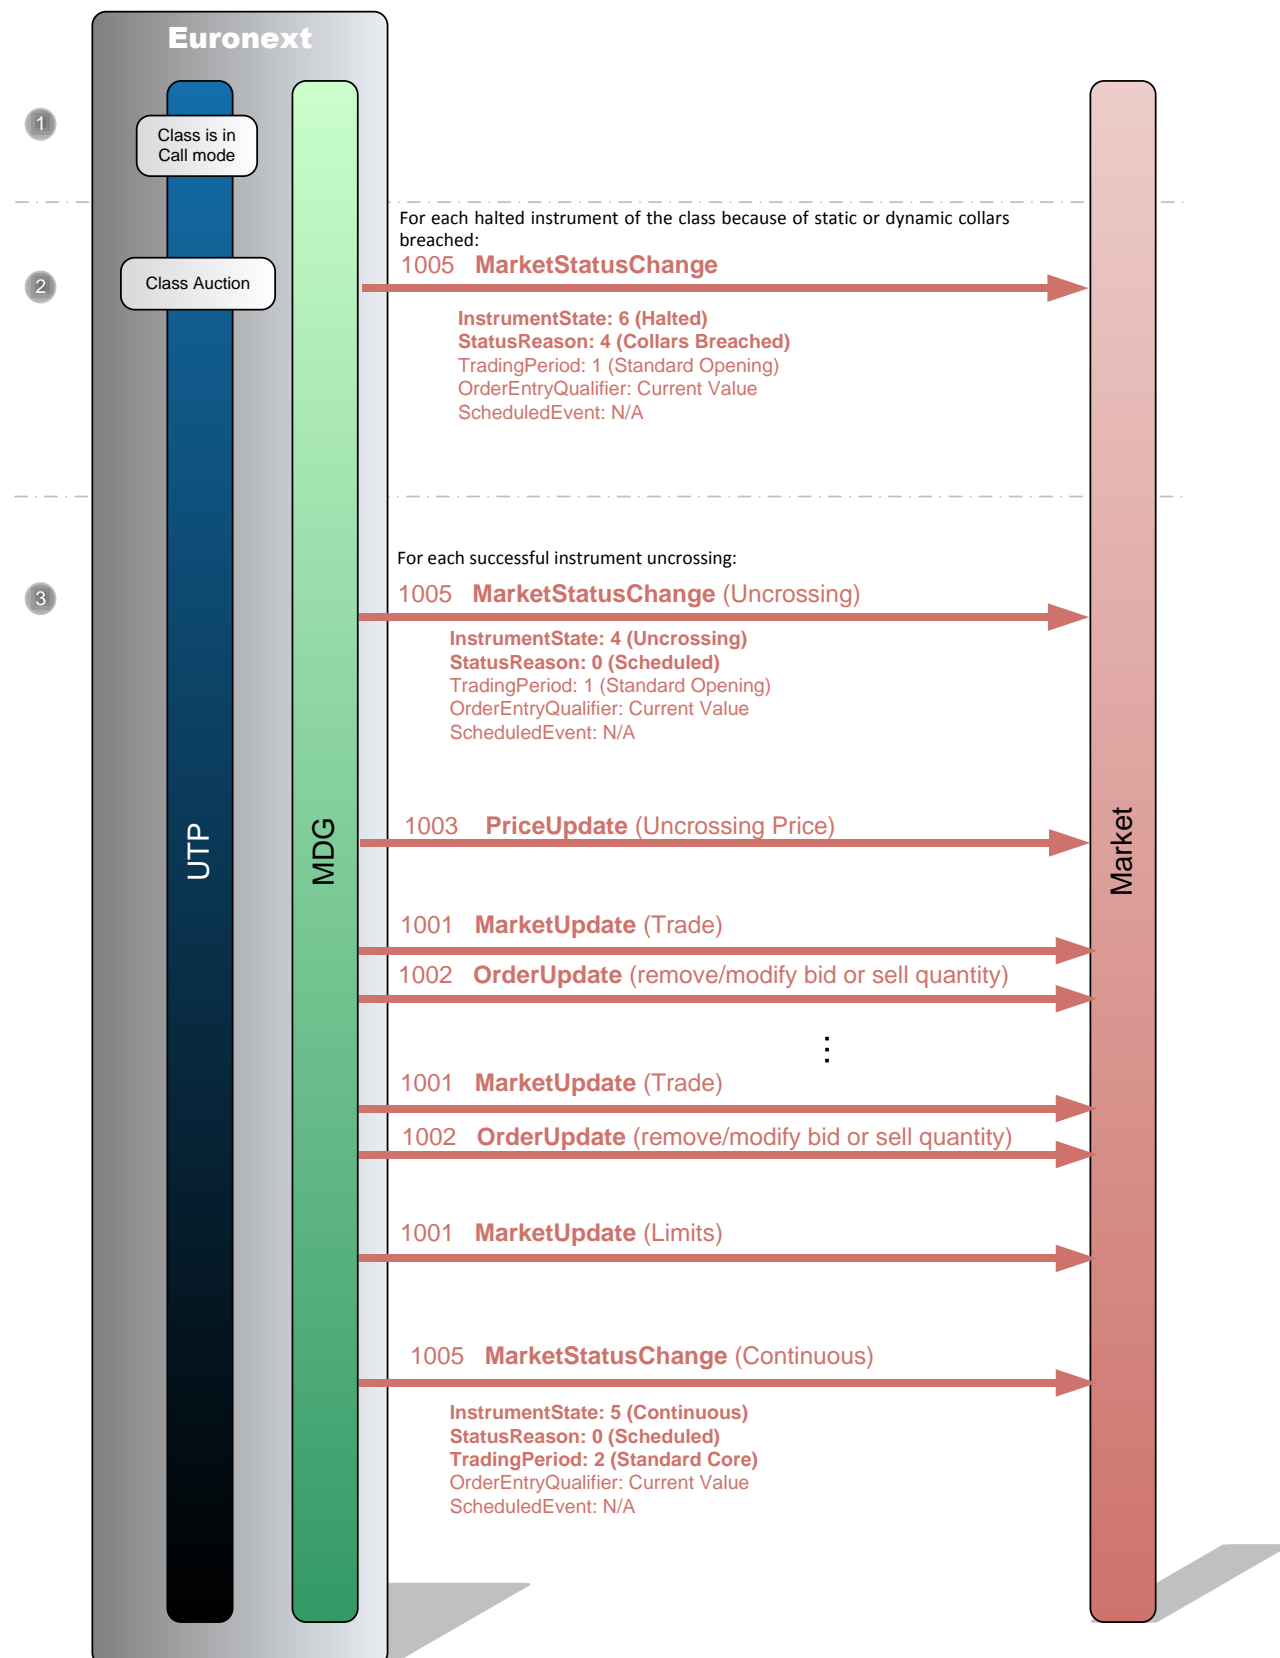 Euronext
1
Class is in
Call mode
For each halted instrument of the class because of static or dynamic collars
breached:
1005 MarketStatusChange
2
Class Auction
InstrumentState: 6 (Halted)
StatusReason: 4 (Collars Breached)
TradingPeriod: 1 (Standard Opening)
OrderEntryQualifier: Current Value
ScheduledEvent: N/A
For each successful instrument uncrossing:
3
1005 MarketStatusChange (Uncrossing)
InstrumentState: 4 (Uncrossing)
StatusReason: 0 (Scheduled)
TradingPeriod: 1 (Standard Opening)
OrderEntryQualifier: Current Value
ScheduledEvent: N/A
UTP
MDG
Market
1003 PriceUpdate (Uncrossing Price)
1001 MarketUpdate (Trade)
1002 OrderUpdate (remove/modify bid or sell quantity)
...
1001 MarketUpdate (Trade)
1002 OrderUpdate (remove/modify bid or sell quantity)
1001 MarketUpdate (Limits)
1005 MarketStatusChange (Continuous)
InstrumentState: 5 (Continuous)
StatusReason: 0 (Scheduled)
TradingPeriod: 2 (Standard Core)
OrderEntryQualifier: Current Value
ScheduledEvent: N/A